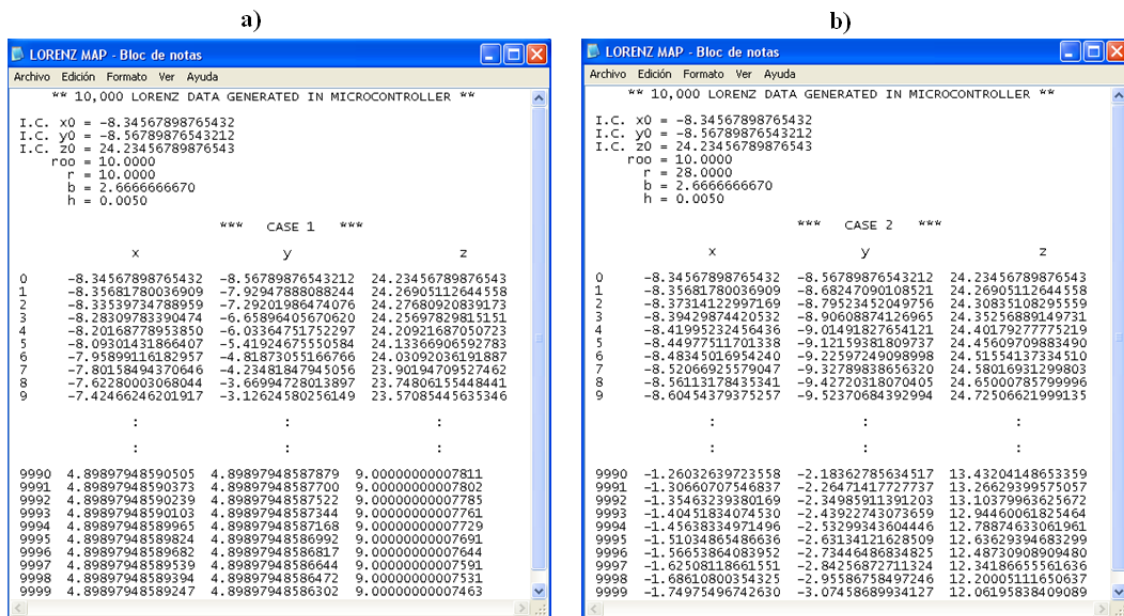 a)
LORENZ MAP - Bloc de notas
Archivo Edición Formato Ver Ayuda
** 10,000 LORENZ DATA GENERATED IN MICROCONTROLLER **
I.C. x0 = -8.34567898765432
I.C. y0 = -8.56789876543212
I.C. z0 = 24.23456789876543
roo = 10.0000
r = 10.0000
b = 2.6666666670
h = 0.0050
*** CASE 1 ***
x y z
0 -8.34567898765432 -8.56789876543212 24.23456789876543
1 -8.35681780036909 -7.92947888088244 24.26905112644558
2 -8.33539734788959 -7.29201986474076 24.27680920839173
3 -8.28309783390474 -6.65896405670620 24.25697829815151
4 -8.20168778953850 -6.03364751752297 24.20921687050723
5 -8.09301431866407 -5.41924675550584 24.13366906592783
6 -7.95899116182957 -4.81873055166766 24.03092036191887
7 -7.80158494370646 -4.23481847945056 23.90194709527462
8 -7.62280003068044 -3.66994728013897 23.74806155448441
9 -7.42466246201917 -3.12624580256149 23.57085445635346
: : :
: : :
9990 4.89897948590505 4.89897948587879 9.00000000007811
9991 4.89897948590373 4.89897948587700 9.00000000007802
9992 4.89897948590239 4.89897948587522 9.00000000007785
9993 4.89897948590103 4.89897948587344 9.00000000007761
9994 4.89897948589965 4.89897948587168 9.00000000007729
9995 4.89897948589824 4.89897948586992 9.00000000007691
9996 4.89897948589682 4.89897948586817 9.00000000007644
9997 4.89897948589539 4.89897948586644 9.00000000007591
9998 4.89897948589394 4.89897948586472 9.00000000007531
9999 4.89897948589247 4.89897948586302 9.00000000007463
b)
LORENZ MAP - Bloc de notas
Archivo Edición Formato Ver Ayuda
** 10,000 LORENZ DATA GENERATED IN MICROCONTROLLER **
I.C. x0 = -8.34567898765432
I.C. y0 = -8.56789876543212
I.C. z0 = 24.23456789876543
roo = 10.0000
r = 28.0000
b = 2.6666666670
h = 0.0050
*** CASE 2 ***
x y z
0 -8.34567898765432 -8.56789876543212 24.23456789876543
1 -8.35681780036909 -8.68247090108521 24.26905112644558
2 -8.37314122997169 -8.79523452049756 24.30835108295559
3 -8.39429874420532 -8.90608874126965 24.35256889149731
4 -8.41995232456436 -9.01491827654121 24.40179277775219
5 -8.44977511701338 -9.12159381809737 24.45609709883490
6 -8.48345016954240 -9.22597249098998 24.51554137334510
7 -8.52066925579047 -9.32789838656320 24.58016931299803
8 -8.56113178435341 -9.42720318070405 24.65000785799996
9 -8.60454379375257 -9.52370684392994 24.72506621999135
: : :
: : :
9990 -1.26032639723558 -2.18362785634517 13.43204148653359
9991 -1.30660707546837 -2.26471417727737 13.26629399575057
9992 -1.35463239380169 -2.34985911391203 13.10379963625672
9993 -1.40451834074530 -2.43922743073659 12.94460061825464
9994 -1.45638334971496 -2.53299343604446 12.78874633061961
9995 -1.51034865486636 -2.63134121628509 12.63629394683299
9996 -1.56653864083952 -2.73446486834825 12.48730908909480
9997 -1.62508118661551 -2.84256872711324 12.34186655561636
9998 -1.68610800354325 -2.95586758497246 12.20005111650637
9999 -1.74975496742630 -3.07458689934127 12.06195838409089